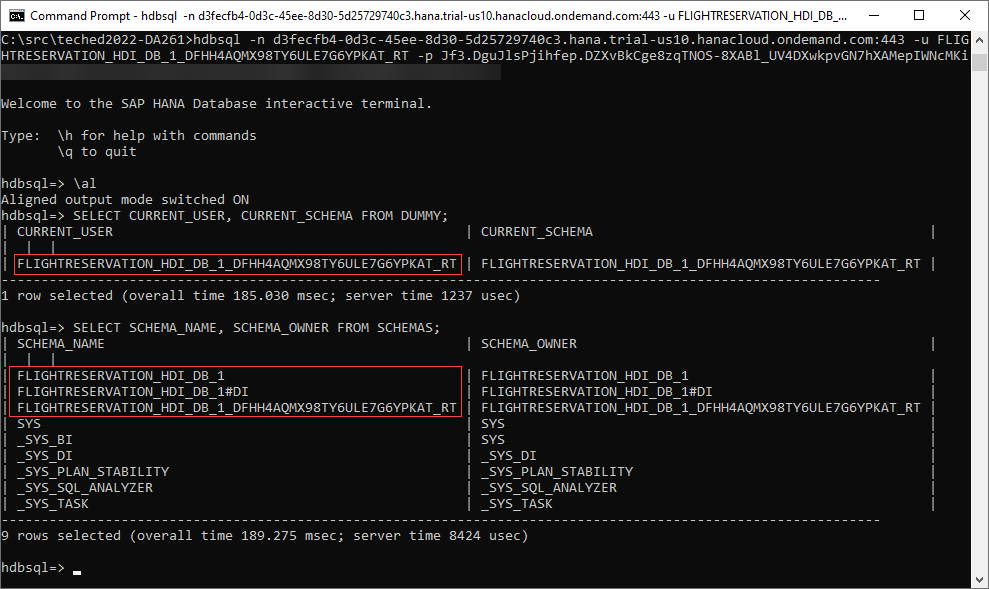 Command Prompt - hdbsql -n d3fecfb4-0d3c-45ee-8d30-5d25729740c3.hana.trial-us10.hanacloud.ondemand.com:443 -u FLIGHTRESERVATION_HDI_DB_...
C:\src\teched2022-DA261>hdbsql -n d3fecfb4-0d3c-45ee-8d30-5d25729740c3.hana.trial-us10.hanacloud.ondemand.com:443 -u FLIG
HTRESERVATION_HDI_DB_1_DFHH4AQMX98TY6ULE7G6YPKAT_RT -p Jf3.DguJlsPjihfep.DZXvBkCge8zqTNOS-8XABl_UV4DXwkpvGN7hXAMepIWNcMKi
Welcome to the SAP HANA Database interactive terminal.
Type: \h for help with commands
\q to quit
hdbsql=> \al
Aligned output mode switched ON
hdbsql=> SELECT CURRENT_USER, CURRENT_SCHEMA FROM DUMMY;
| CURRENT_USER | CURRENT_SCHEMA |
| | |
| FLIGHTRESERVATION_HDI_DB_1_DFHH4AQMX98TY6ULE7G6YPKAT_RT | FLIGHTRESERVATION_HDI_DB_1_DFHH4AQMX98TY6ULE7G6YPKAT_RT |
--------------------------------------------------------------------------------------------------------------
1 row selected (overall time 185.030 msec; server time 1237 usec)
hdbsql=> SELECT SCHEMA_NAME, SCHEMA_OWNER FROM SCHEMAS;
| SCHEMA_NAME | SCHEMA_OWNER |
| | |
| FLIGHTRESERVATION_HDI_DB_1 | FLIGHTRESERVATION_HDI_DB_1 |
| FLIGHTRESERVATION_HDI_DB_1#DI | FLIGHTRESERVATION_HDI_DB_1#DI |
| FLIGHTRESERVATION_HDI_DB_1_DFHH4AQMX98TY6ULE7G6YPKAT_RT | FLIGHTRESERVATION_HDI_DB_1_DFHH4AQMX98TY6ULE7G6YPKAT_RT |
| SYS | SYS |
| _SYS_BI | SYS |
| _SYS_DI | _SYS_DI |
| _SYS_PLAN_STABILITY | _SYS_PLAN_STABILITY |
| _SYS_SQL_ANALYZER | _SYS_SQL_ANALYZER |
| _SYS_TASK | _SYS_TASK |
--------------------------------------------------------------------------------------------------------------
9 rows selected (overall time 189.275 msec; server time 8424 usec)
hdbsql=>